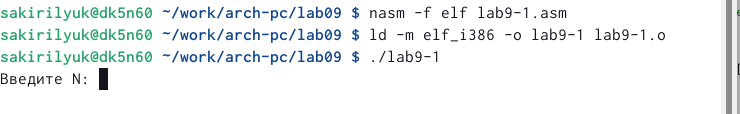 sakirilyuk@dk5n60 ~/work/arch-pc/lab09 $ nasm -f elf lab9-1.asm
sakirilyuk@dk5n60 ~/work/arch-pc/lab09 $ ld -m elf_i386 -o lab9-1 lab9-1.o
sakirilyuk@dk5n60 ~/work/arch-pc/lab09 $ ./lab9-1
Введите N: